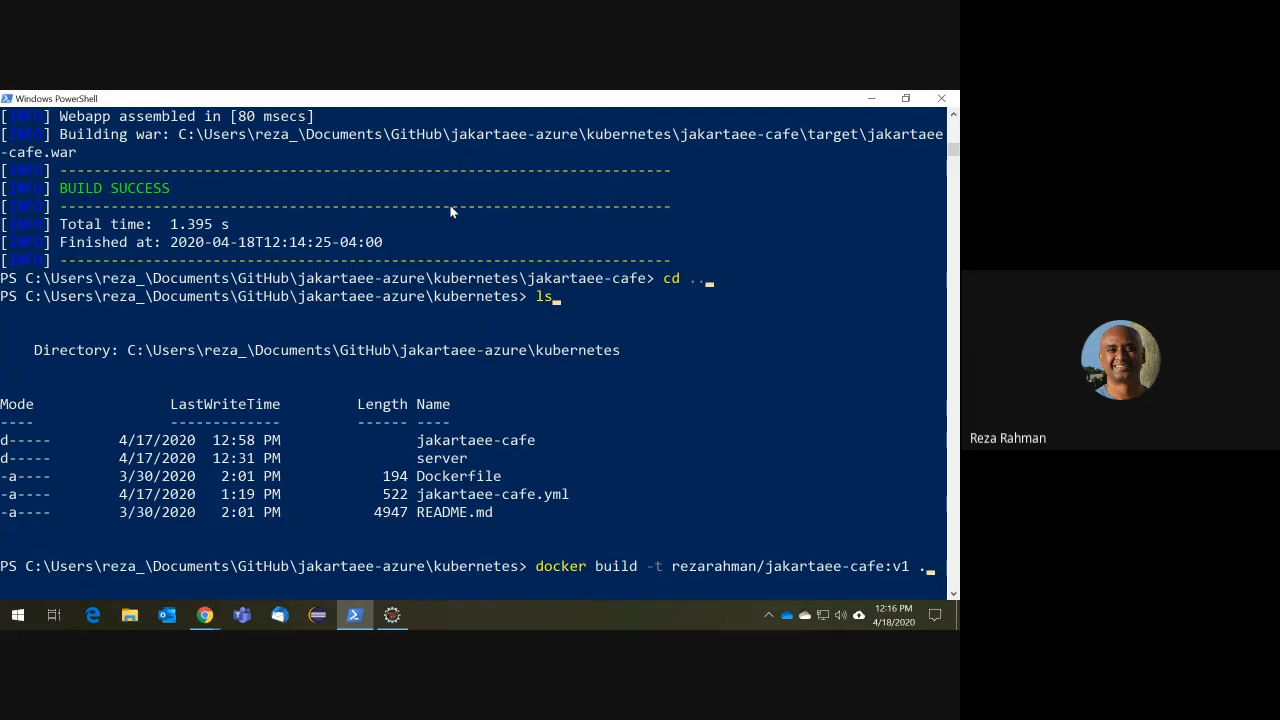 Windows PowerShell
[INFO] Webapp assembled in [80 msecs]
[INFO] Building war: C:\Users\reza_\Documents\GitHub\jakartaee-azure\kubernetes\jakartaee-cafe\target\jakartaee
-cafe.war
[INFO] ------------------------------------------------------------------------
[INFO] BUILD SUCCESS
[INFO] ------------------------------------------------------------------------
[INFO] Total time:  1.395 s
[INFO] Finished at: 2020-04-18T12:14:25-04:00
[INFO] ------------------------------------------------------------------------
PS C:\Users\reza_\Documents\GitHub\jakartaee-azure\kubernetes\jakartaee-cafe> cd ..
PS C:\Users\reza_\Documents\GitHub\jakartaee-azure\kubernetes> ls
Directory: C:\Users\reza_\Documents\GitHub\jakartaee-azure\kubernetes
Mode                LastWriteTime         Length Name
----                -------------         ------ ----
d-----        4/17/2020  12:58 PM                jakartaee-cafe
d-----        4/17/2020  12:31 PM                server
-a----        3/30/2020   2:01 PM            194 Dockerfile
-a----        4/17/2020   1:19 PM            522 jakartaee-cafe.yml
-a----        3/30/2020   2:01 PM           4947 README.md
PS C:\Users\reza_\Documents\GitHub\jakartaee-azure\kubernetes> docker build -t rezarahman/jakartaee-cafe:v1 .
12:16 PM
4/18/2020
Reza Rahman